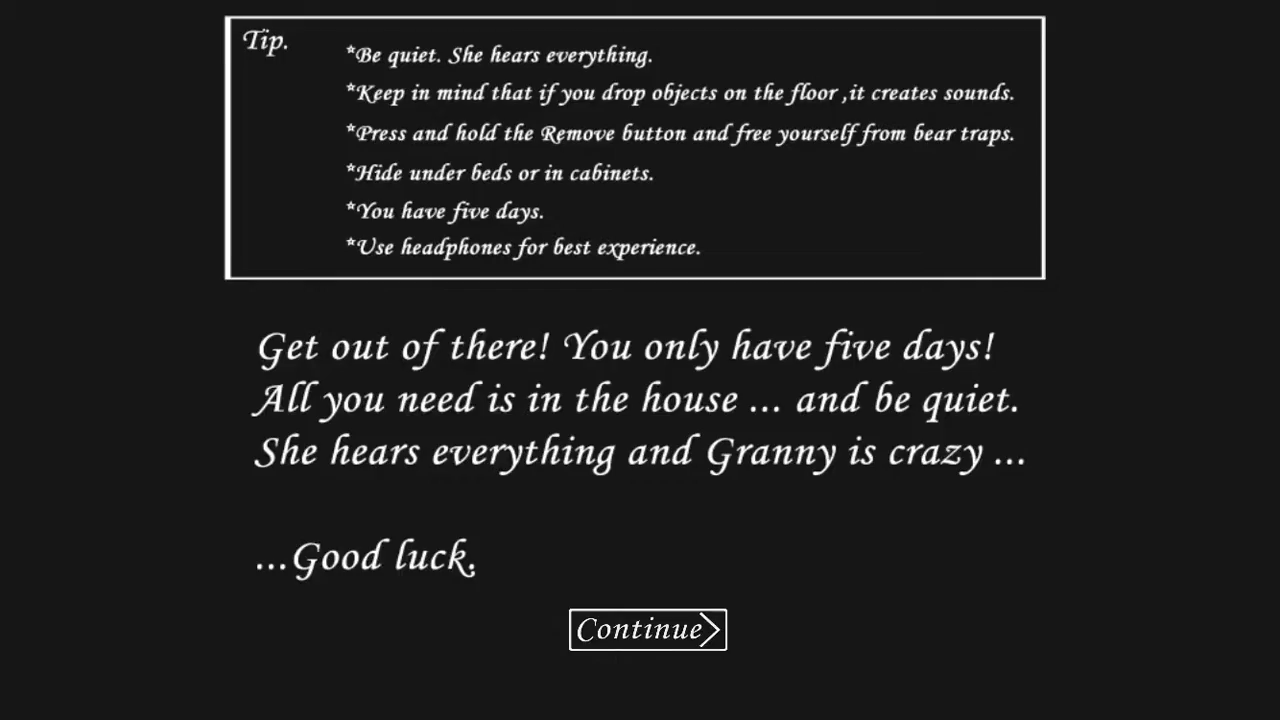 Tip.
*Be quiet. She hears everything.
*Keep in mind that if you drop objects on the floor ,it creates sounds.
*Press and hold the Remove button and free yourself from bear traps.
*Hide under beds or in cabinets.
*You have five days.
*Use headphones for best experience.
Get out of there! You only have five days!
All you need is in the house ... and be quiet.
She hears everything and Granny is crazy ...
...Good luck.
Continue